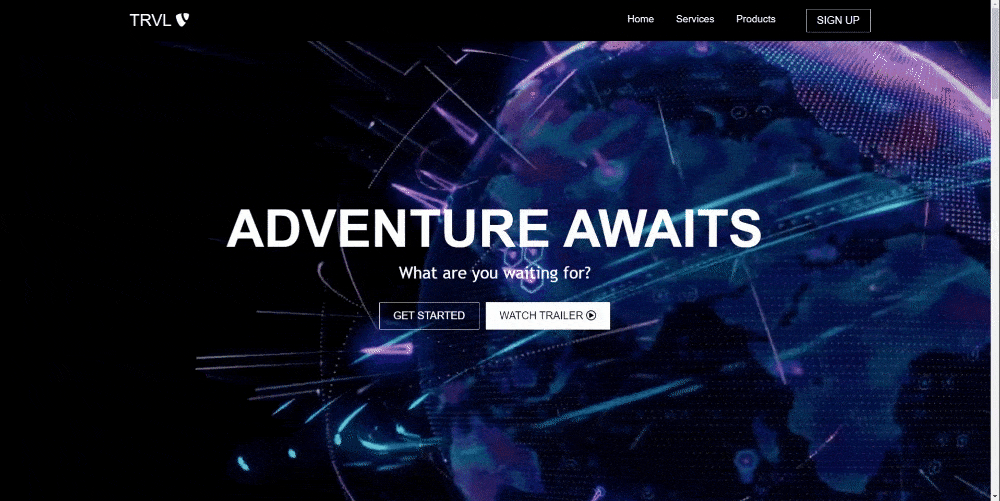 TRVL
Home Services Products SIGN UP
ADVENTURE AWAITS
What are you waiting for?
GET STARTED WATCH TRAILER